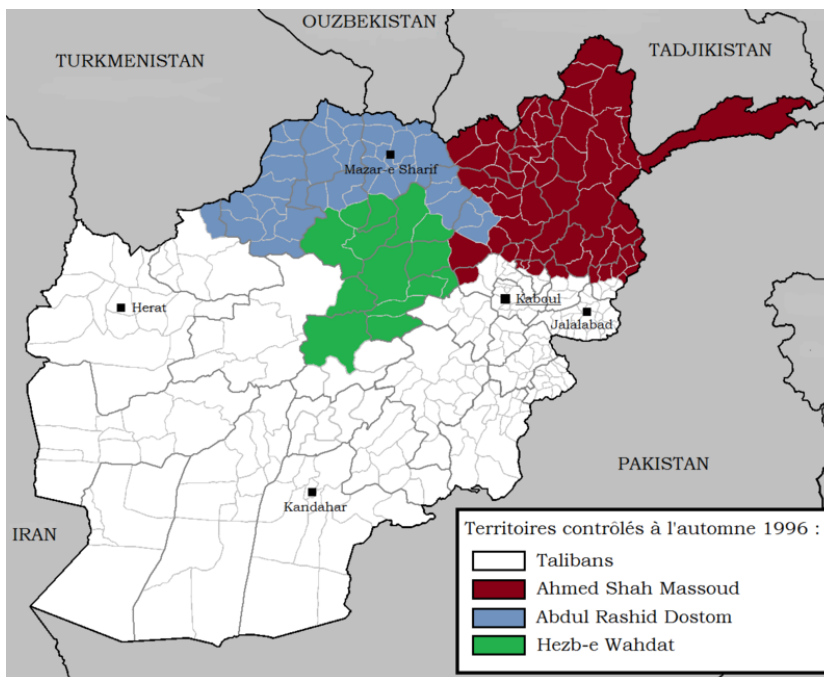 OUZBEKISTAN
TURKMENISTAN
TADJIKISTAN
Mazar-e Sharif
Herat
Kaboul
Jalalabad
PAKISTAN
Kandahar
IRAN
Territoires contrôlés à l'automne 1996 :
Talibans
Ahmed Shah Massoud
Abdul Rashid Dostom
Hezb-e Wahdat